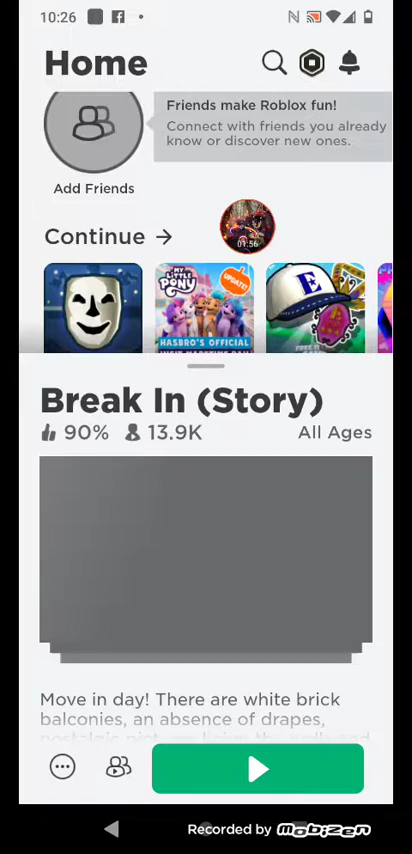 10:26
Home
Friends make Roblox fun!
Connect with friends you already
know or discover new ones.
Add Friends
01:56
Continue →
MY LITTLE
PONY
UPDATE!
HASBRO'S OFFICIAL
E
Break In (Story)
90% 13.9K All Ages
Move in day! There are white brick
balconies, an absence of drapes,
Recorded by mobizen